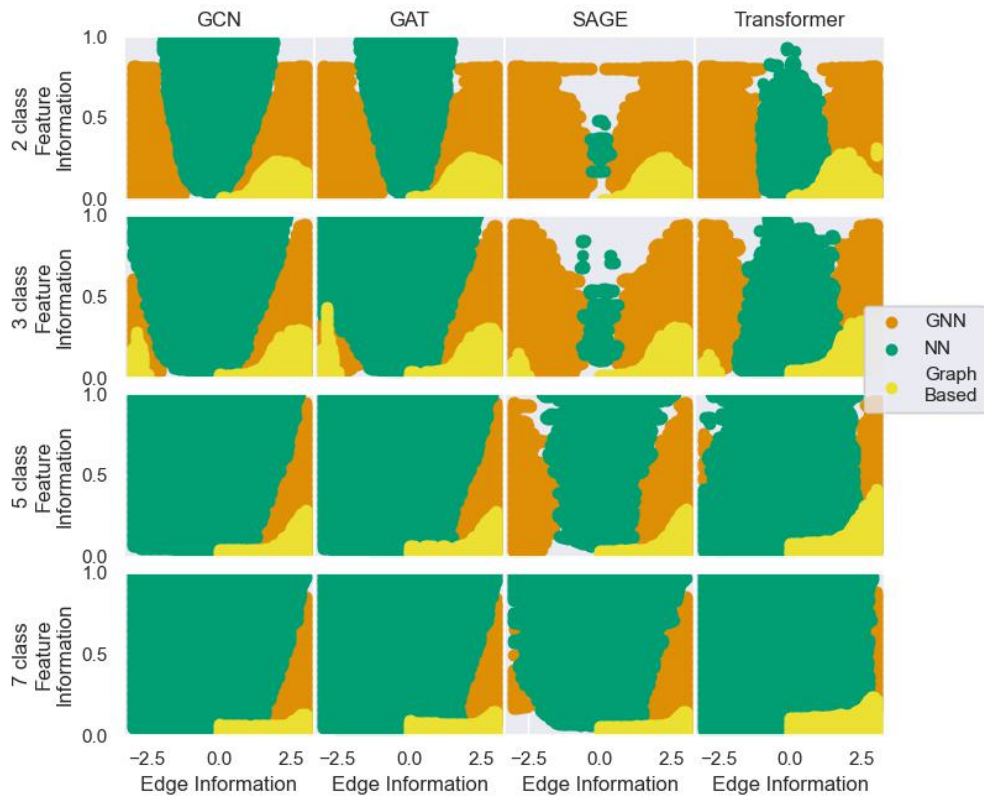 GCN GAT SAGE Transformer
2 class
Feature
Information
1.0
0.5
0.0
3 class
Feature
Information
1.0
0.5
0.0
GNN
NN
Graph
Based
5 class
Feature
Information
1.0
0.5
0.0
7 class
Feature
Information
1.0
0.5
0.0
−2.5 0.0 2.5 −2.5 0.0 2.5 −2.5 0.0 2.5 −2.5 0.0 2.5
Edge Information Edge Information Edge Information Edge Information